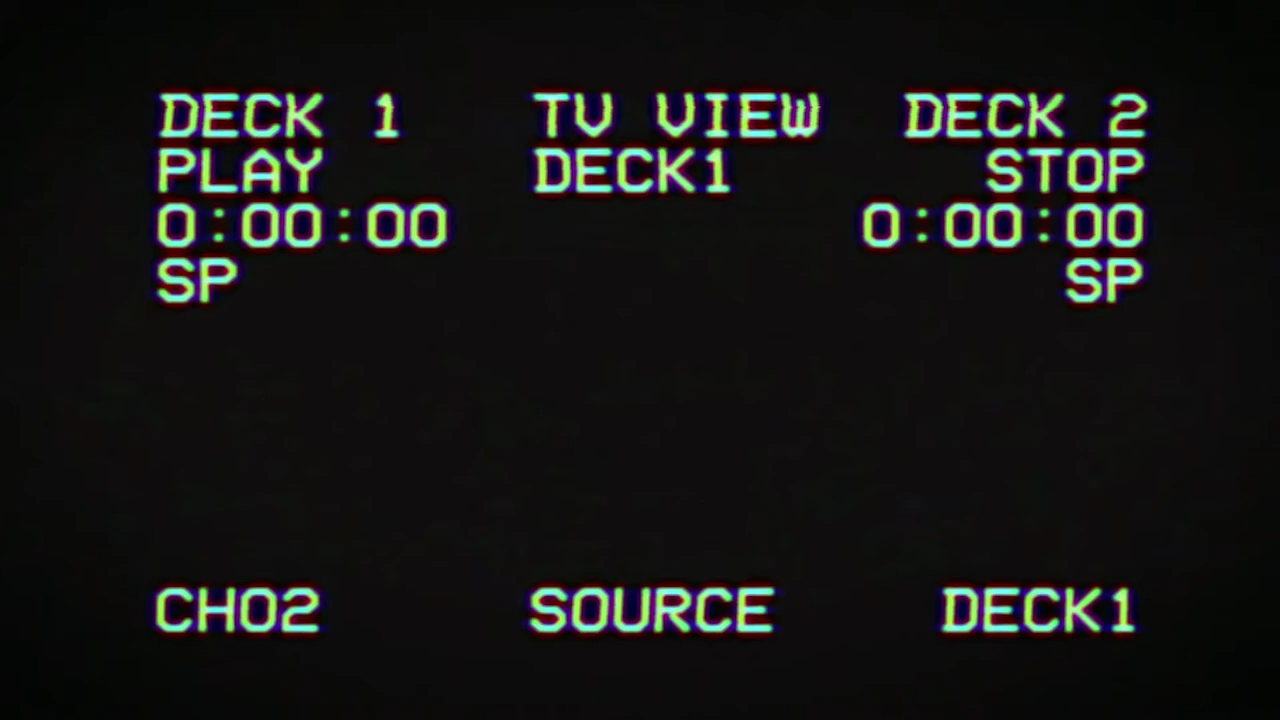 DECK 1 TV VIEW DECK 2
PLAY DECK1 STOP
0:00:00 0:00:00
SP SP
CH02 SOURCE DECK1